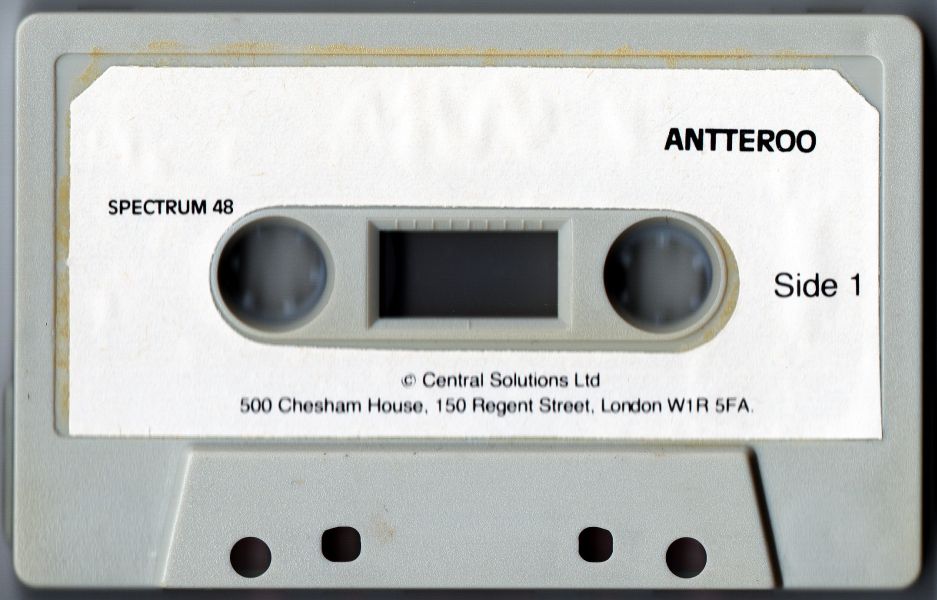 ANTTEROO
SPECTRUM 48
Side 1
© Central Solutions Ltd
500 Chesham House, 150 Regent Street, London W1R 5FA.